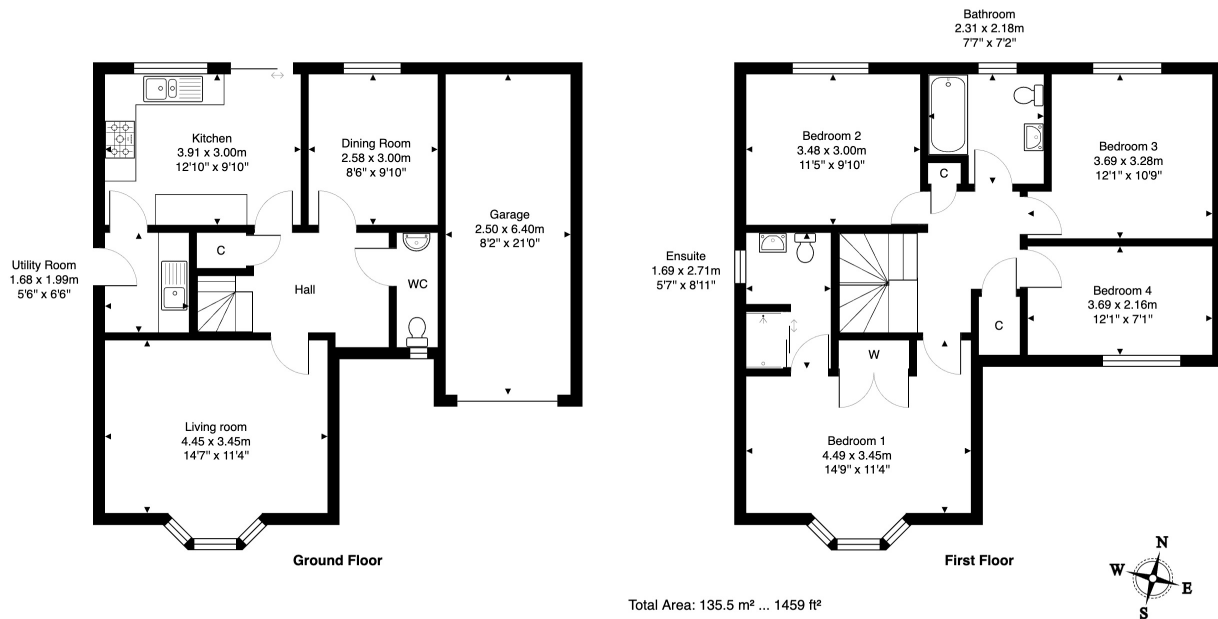 Kitchen
3.91 x 3.00m
12'10" x 9'10"
Dining Room
2.58 x 3.00m
8'6" x 9'10"
Garage
2.50 x 6.40m
8'2" x 21'0"
C
Utility Room
1.68 x 1.99m
5'6" x 6'6"
Hall
WC
Living room
4.45 x 3.45m
14'7" x 11'4"
Ground Floor
Bathroom
2.31 x 2.18m
7'7" x 7'2"
Bedroom 2
3.48 x 3.00m
11'5" x 9'10"
C
Bedroom 3
3.69 x 3.28m
12'1" x 10'9"
Ensuite
1.69 x 2.71m
5'7" x 8'11"
Bedroom 4
3.69 x 2.16m
12'1" x 7'1"
C
W
Bedroom 1
4.49 x 3.45m
14'9" x 11'4"
First Floor
N
W
E
S
Total Area: 135.5 m² ... 1459 ft²